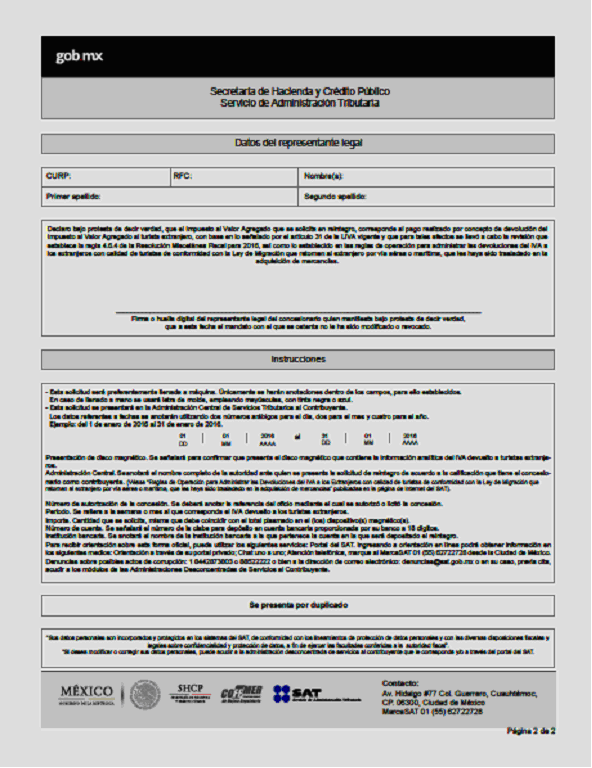 gob mx
Secretaría de Hacienda y Crédito Público
Servicio de Administración Tributaria
Datos del representante legal
CURP: RFC: Nombre(s):
Primer apellido: Segundo apellido:
Declaro bajo protesta de decir verdad, que el Impuesto al Valor Agregado que se solicita en reintegro, corresponde al pago realizado por concepto de devolución del
Impuesto al Valor Agregado al turista extranjero, con base en lo señalado por el artículo 31 de la LIVA vigente y que para tales efectos se llevó a cabo la revisión que
establece la regla 4.6.4 de la Resolución Miscelánea Fiscal para 2016, así como lo establecido en las reglas de operación para administrar las devoluciones del IVA a
los extranjeros con calidad de turistas de conformidad con la Ley de Migración que retornen al extranjero por vía aérea o marítima, que les haya sido trasladado en la
adquisición de mercancías.
Firma o huella digital del representante legal del concesionario quien manifiesta bajo protesta de decir verdad,
que a esta fecha el mandato con el que se ostenta no le ha sido modificado o revocado.
Instrucciones
- Esta solicitud será preferentemente llenada a máquina. Únicamente se harán anotaciones dentro de los campos, para ello establecidos.
En caso de llenado a mano se usará letra de molde, empleando mayúsculas, con tinta negra o azul.
- Esta solicitud se presentará en la Administración Central de Servicios Tributarios al Contribuyente.
Los datos referentes a fechas se anotarán utilizando dos números arábigos para el día, dos para el mes y cuatro para el año.
Ejemplo: del 1 de enero de 2016 al 31 de enero de 2016.
01 | 01 | 2016 al 31 | 01 | 2016
DD MM AAAA DD MM AAAA
Presentación de disco magnético. Se señalará para confirmar que presenta el disco magnético que contiene la información analítica del IVA devuelto a turistas extranje-
ros.
Administración Central. Se anotará el nombre completo de la autoridad ante quien se presenta la solicitud de reintegro de acuerdo a la calificación que tiene el concesio-
nario como contribuyente. (Véase "Reglas de Operación para Administrar las Devoluciones del IVA a los Extranjeros con calidad de turistas de conformidad con la Ley de Migración que
retornen al extranjero por vía aérea o marítima, que les haya sido trasladado en la adquisición de mercancías" publicadas en la página de Internet del SAT).
Número de autorización de la concesión. Se deberá anotar la referencia del oficio mediante el cual se autorizó o licitó la concesión.
Periodo. Se refiere a la semana o mes al que corresponde el IVA devuelto a los turistas extranjeros.
Importe. Cantidad que se solicita, misma que debe coincidir con el total plasmado en el (los) dispositivo(s) magnético(s).
Número de cuenta. Se señalará el número de la clabe para depósito en cuenta bancaria proporcionada por su banco a 18 dígitos.
Institución bancaria. Se anotará el nombre de la institución bancaria a la que pertenece la cuenta en la que será depositado el reintegro.
Para recibir orientación sobre esta forma oficial, puede utilizar los siguientes servicios: Portal del SAT. Ingresando a orientación en línea podrá obtener información en
los siguientes medios: Orientación a través de su portal privado; Chat uno a uno; Atención telefónica, marque al MarcaSAT 01 (55) 62722728 desde la Ciudad de México.
Denuncias sobre posibles actos de corrupción: 18442873803 o 88522222 o bien a la dirección de correo electrónico: denuncias@sat.gob.mx o en su caso, previa cita,
acudir a los módulos de las Administraciones Desconcentradas de Servicios al Contribuyente.
Se presenta por duplicado
"Sus datos personales son incorporados y protegidos en los sistemas del SAT, de conformidad con los lineamientos de protección de datos personales y con las diversas disposiciones fiscales y
legales sobre confidencialidad y protección de datos, a fin de ejercer las facultades conferidas a la autoridad fiscal".
"Si desea modificar o corregir sus datos personales, puede acudir a la administración desconcentrada de servicios al contribuyente que le corresponda y/o a través del portal del SAT.
MÉXICO
GOBIERNO DE LA REPÚBLICA
SHCP
SAT
Servicio de Administración Tributaria
Contacto:
Av. Hidalgo #77 Col. Guerrero, Cuauhtémoc,
CP. 06300, Ciudad de México
MarcaSAT 01 (55) 62722728
Página 2 de 2